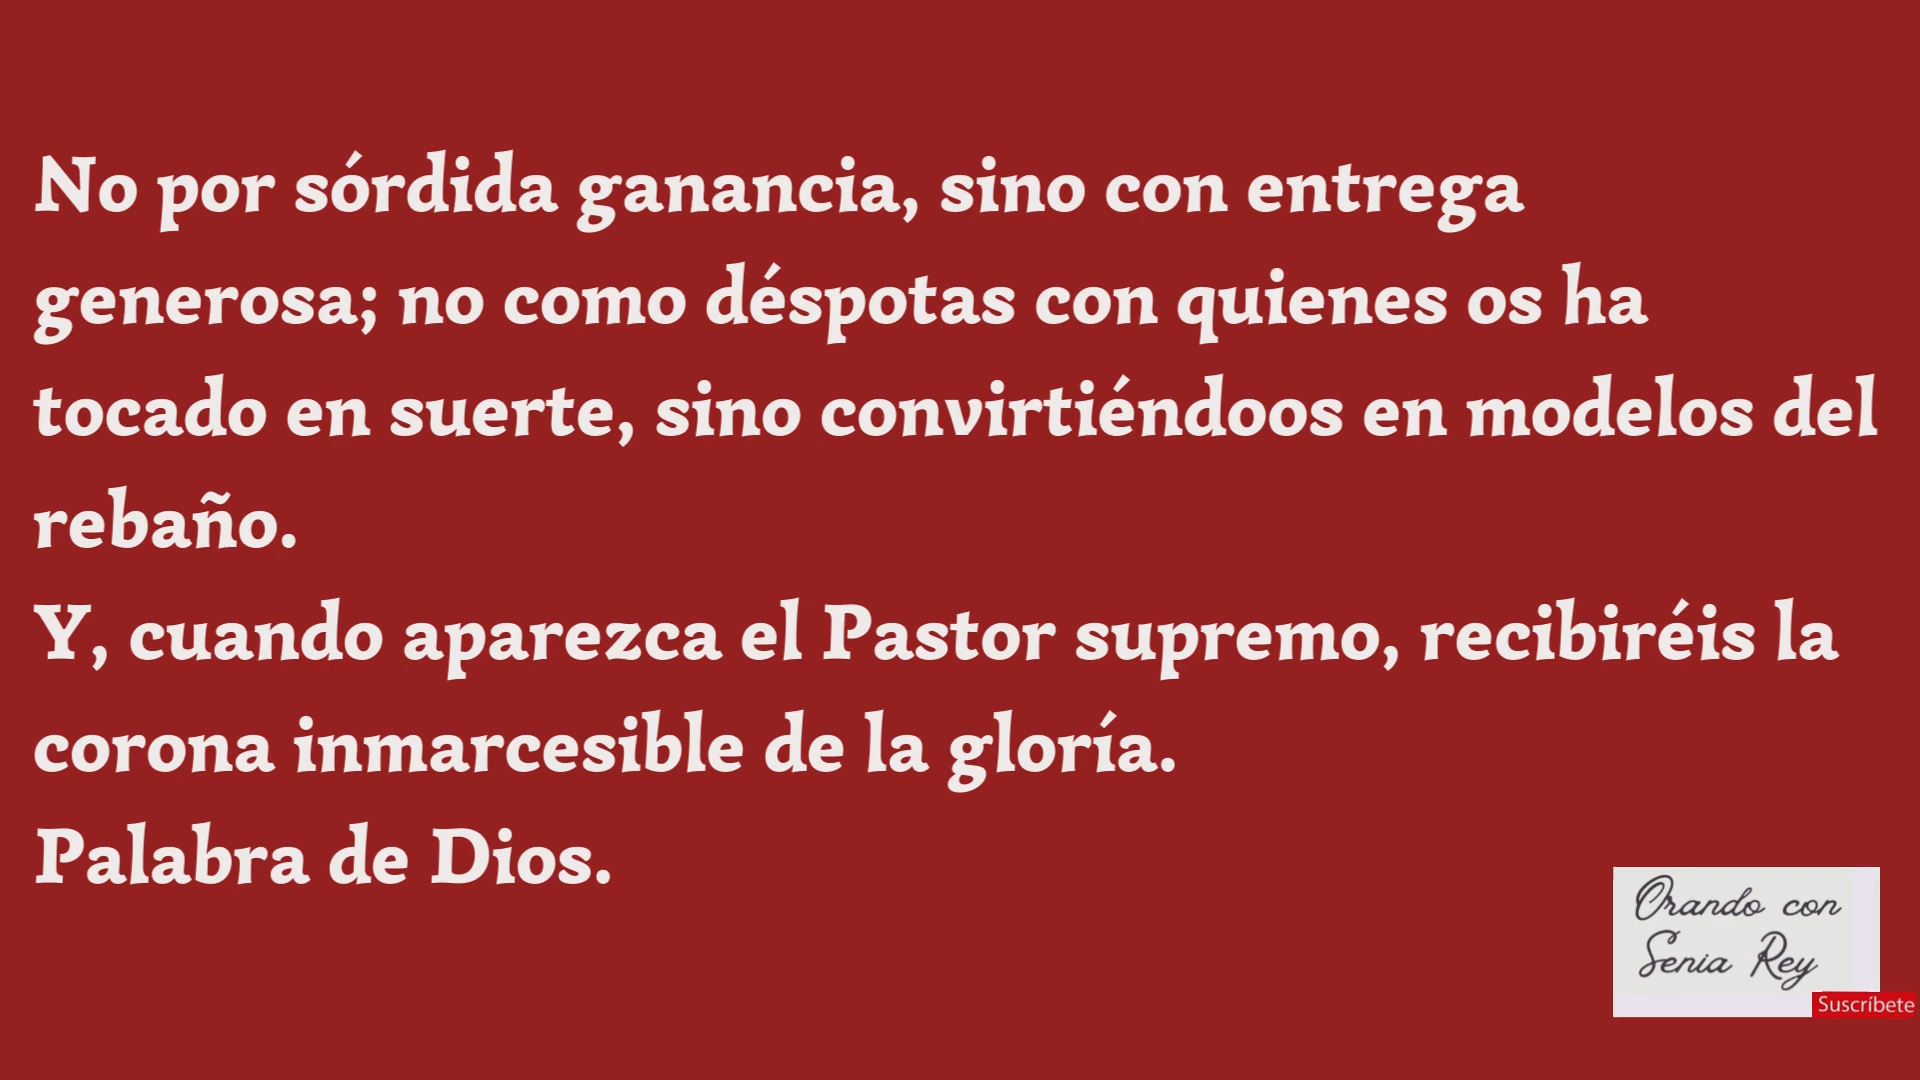 No por sórdida ganancia, sino con entrega
generosa; no como déspotas con quienes os ha
tocado en suerte, sino convirtiéndoos en modelos del
rebaño.
Y, cuando aparezca el Pastor supremo, recibiréis la
corona inmarcesible de la gloría.
Palabra de Dios.
Orando con
Senia Rey
Suscríbete